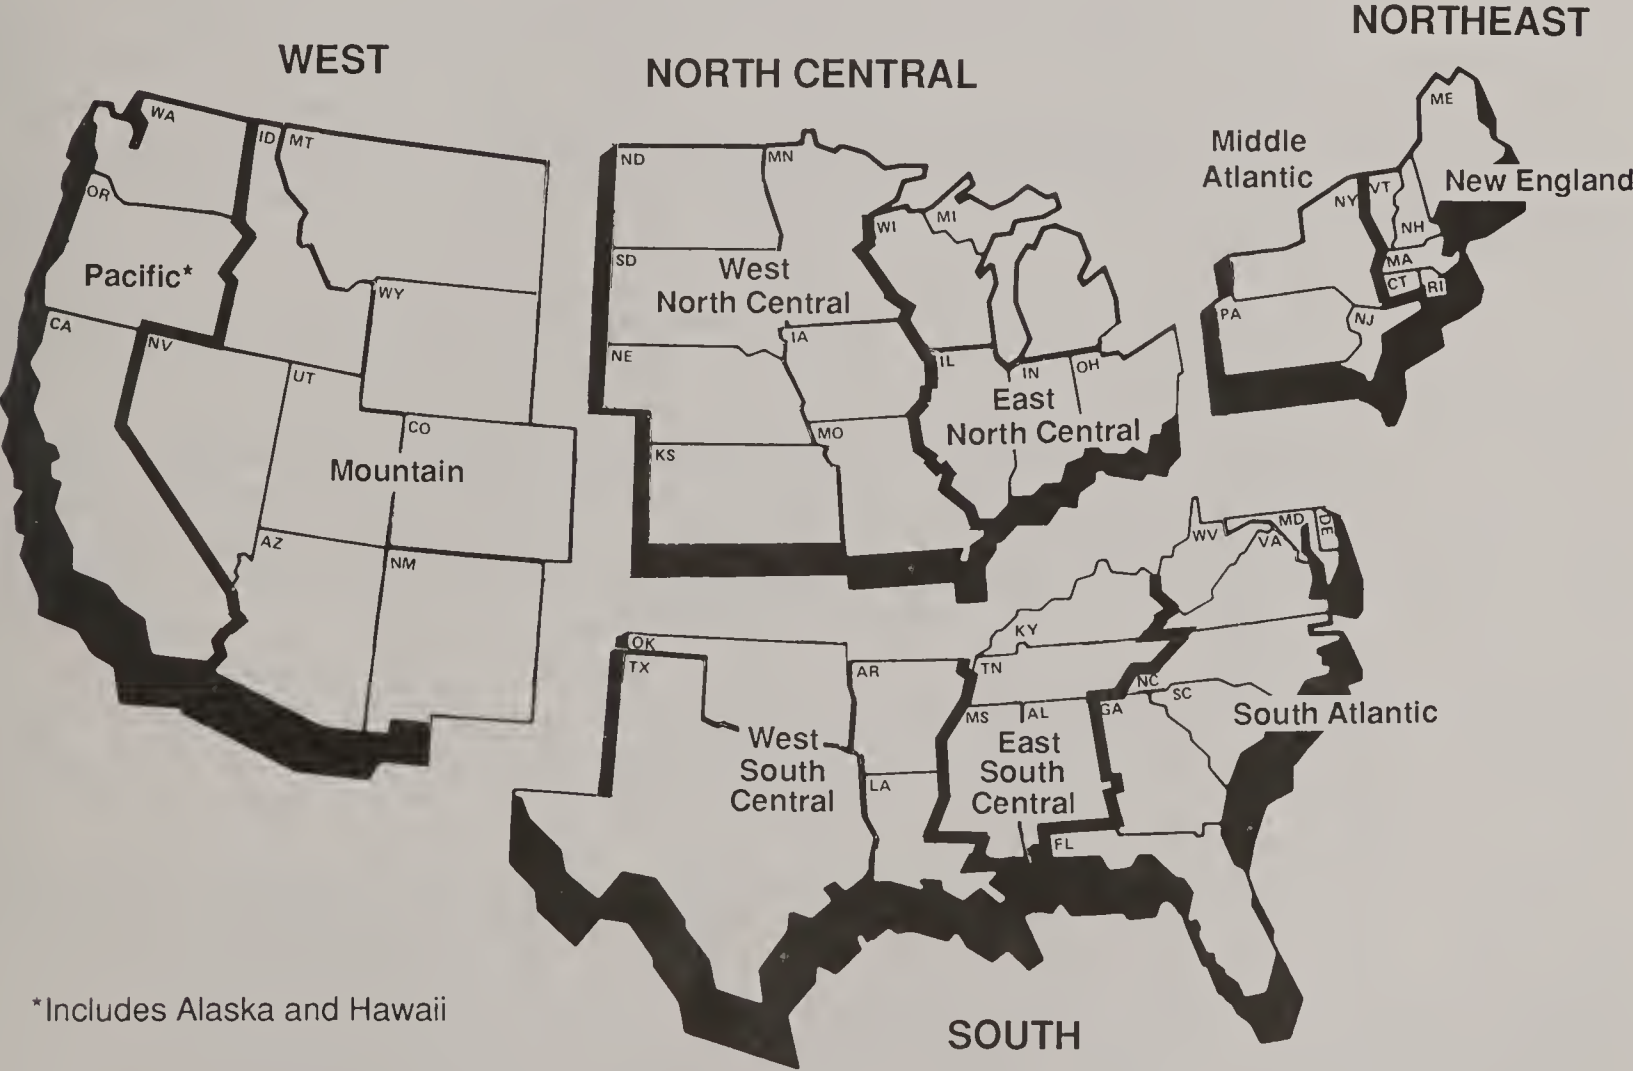 NORTHEAST
WEST
NORTH CENTRAL
ME
WA
ID
MT
ND
MN
Middle
Atlantic
New England
OR
NY
VT
MI
WI
NH
Pacific*
SD
West
North Central
MA
CT
RI
WY
CA
NV
IA
PA
NJ
NE
IL
IN
OH
UT
East
North Central
CO
MO
KS
Mountain
WV
MD
DE
VA
AZ
NM
KY
OK
TX
AR
TN
NC
SC
MS
AL
GA
South Atlantic
West
South
Central
East
South
Central
LA
FL
*Includes Alaska and Hawaii
SOUTH